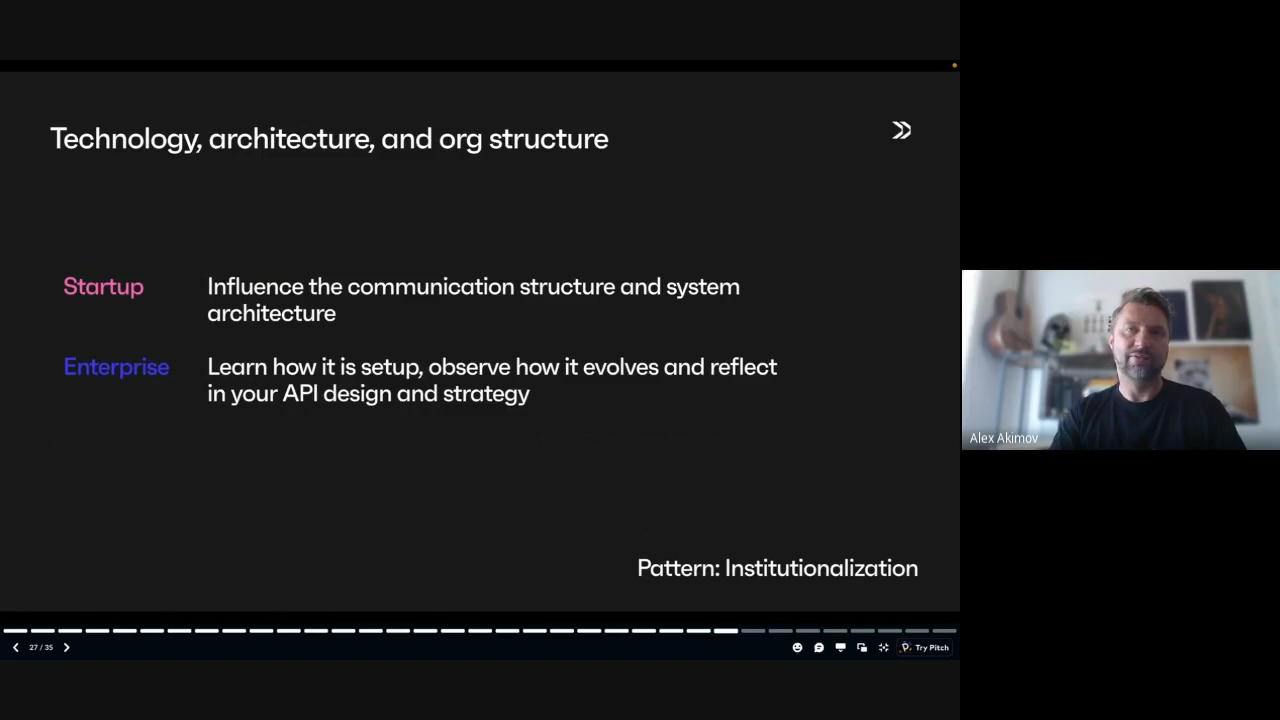 Technology, architecture, and org structure
Startup
Influence the communication structure and system
architecture
Enterprise
Learn how it is setup, observe how it evolves and reflect
in your API design and strategy
Pattern: Institutionalization
27 / 35
Try Pitch
Alex Akimov